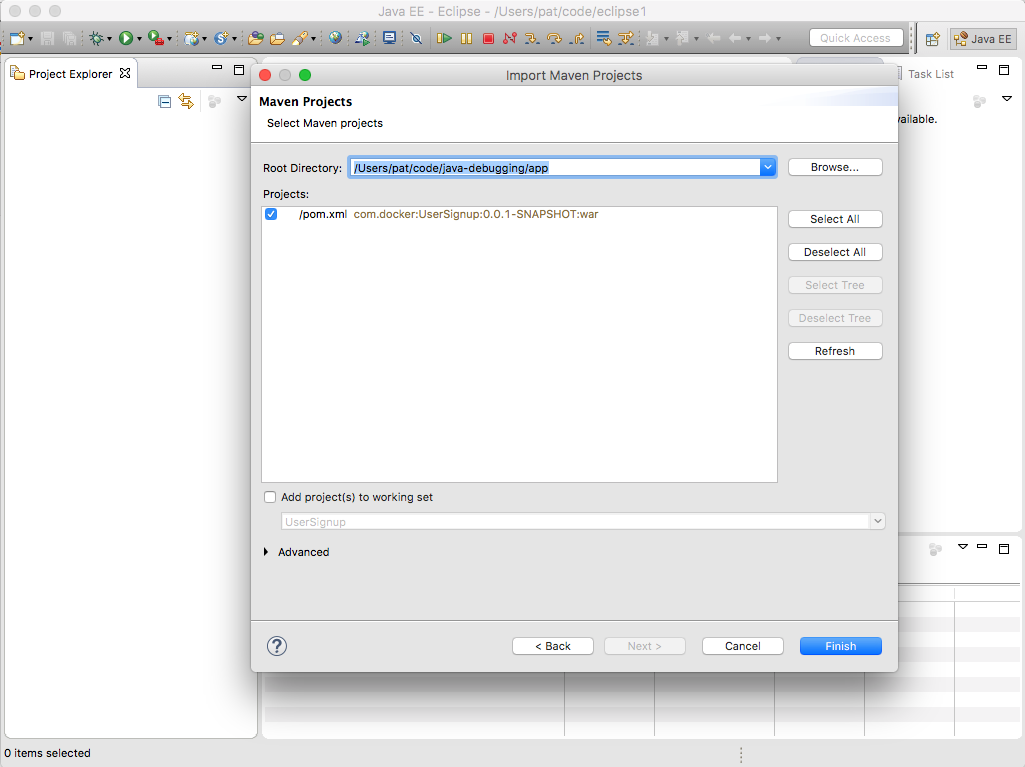 Java EE - Eclipse - /Users/pat/code/eclipse1
Quick Access
Java EE
Project Explorer
Task List
vailable.
Import Maven Projects
Maven Projects
Select Maven projects
Root Directory: /Users/pat/code/java-debugging/app Browse...
Projects:
/pom.xml com.docker:UserSignup:0.0.1-SNAPSHOT:war
Select All
Deselect All
Select Tree
Deselect Tree
Refresh
Add project(s) to working set
UserSignup
Advanced
? < Back Next > Cancel Finish
0 items selected